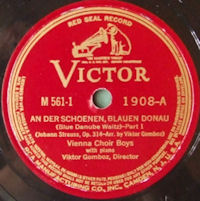 RED SEAL RECORD
VICTOR
M 561-1 1908-A
AN DER SCHOENEN, BLAUEN DONAU
(Blue Danube Waltz)-Part 1
(Johann Strauss, Op. 314-Arr. by Viktor Gomboz)
Vienna Choir Boys
with piano
Viktor Gomboz, Director